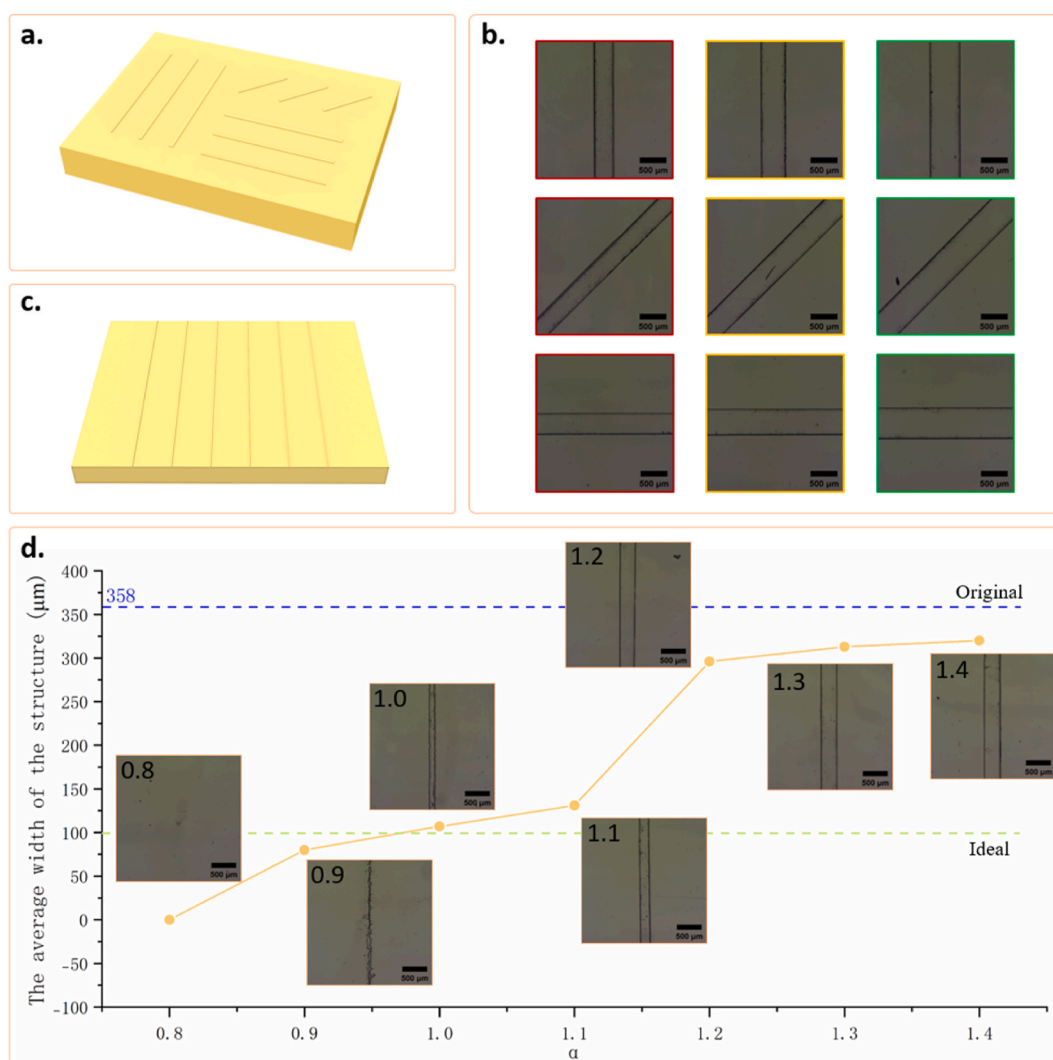 a.
b.
500 µm
500 µm
500 µm
500 µm
500 µm
500 µm
c.
500 µm
500 µm
500 µm
d.
The average width of the structure (μm)
400
350
300
250
200
150
100
50
0
-50
-100
358
Original
Ideal
0.8
500 µm
0.9
500 µm
1.0
500 µm
1.1
500 µm
1.2
500 µm
1.3
500 µm
1.4
500 µm
0.8
0.9
1.0
1.1
1.2
1.3
1.4
α